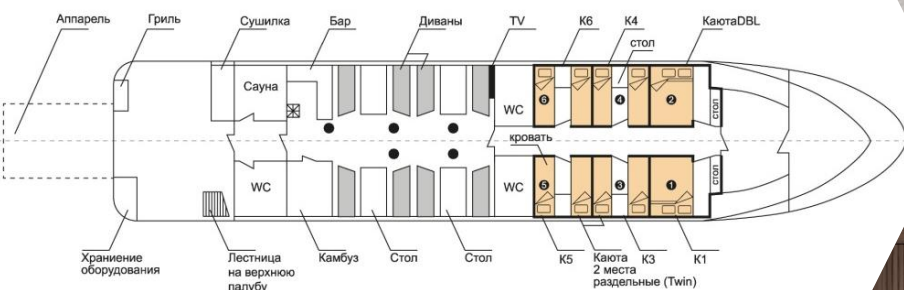 Аппарель
Гриль
Сушилка
Бар
Диваны
TV
К6
К4
КаютаDBL
стол
Сауна
WC
6
4
2
стол
кровать
WC
WC
5
3
1
стол
Храниение
оборудования
Лестница
на верхнюю
палубу
Камбуз
Стол
Стол
К5
Каюта
2 места
раздельные (Twin)
К3
К1